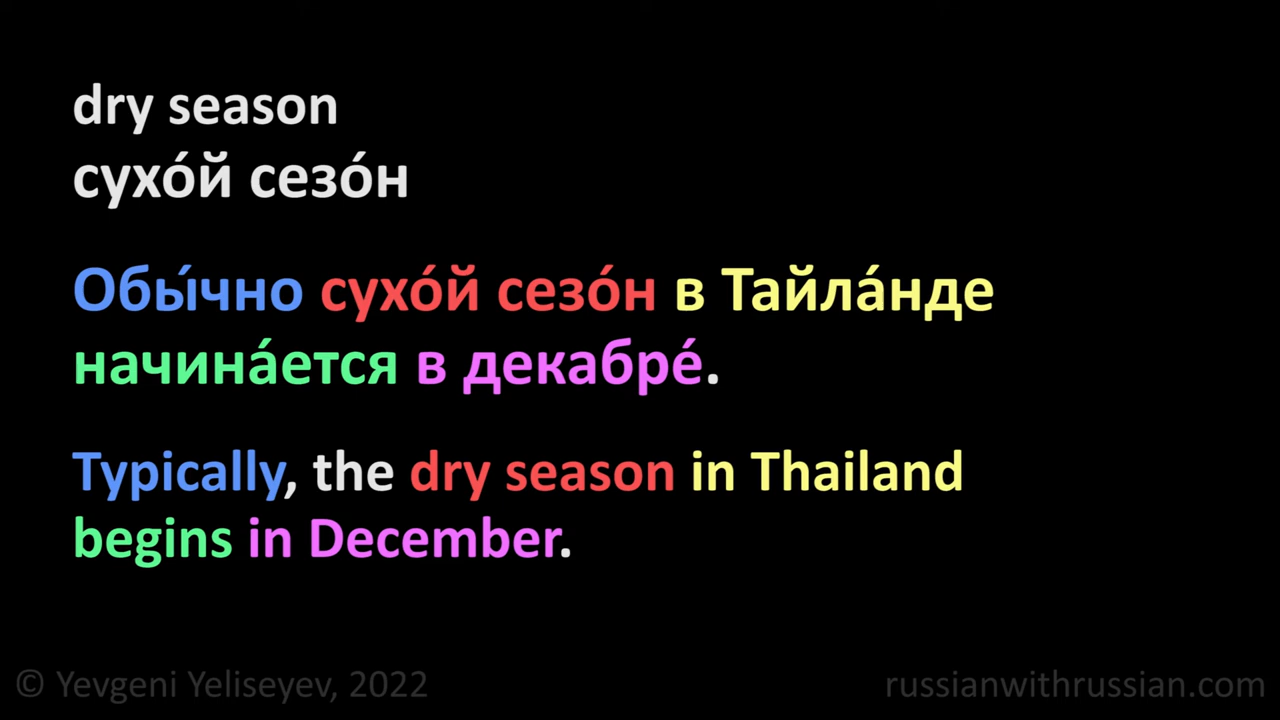 dry season
сухо́й сезо́н
Обы́чно сухо́й сезо́н в Тайла́нде
начина́ется в декабре́.
Typically, the dry season in Thailand
begins in December.
© Yevgeni Yeliseyev, 2022
russianwithrussian.com